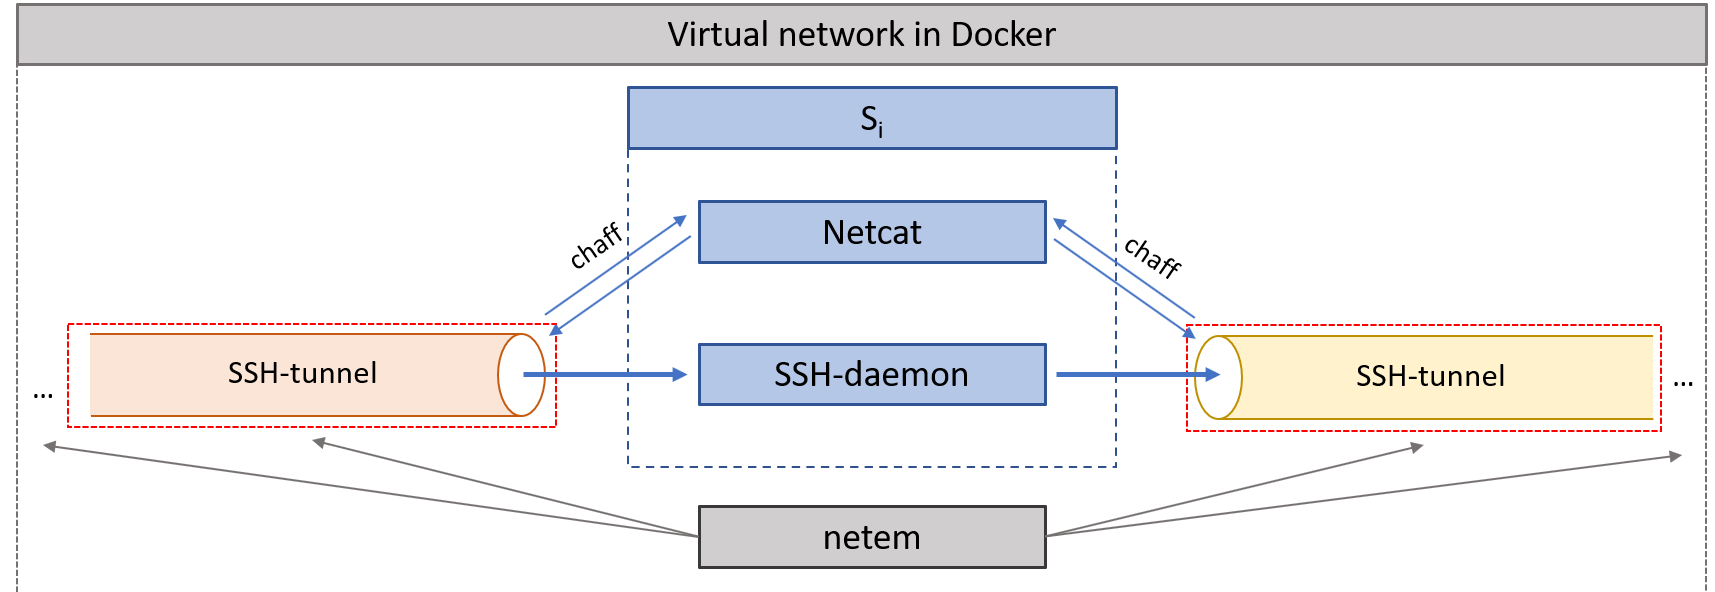 Virtual network in Docker
Si
Netcat
chaff
chaff
SSH-tunnel
SSH-daemon
SSH-tunnel
...
...
netem